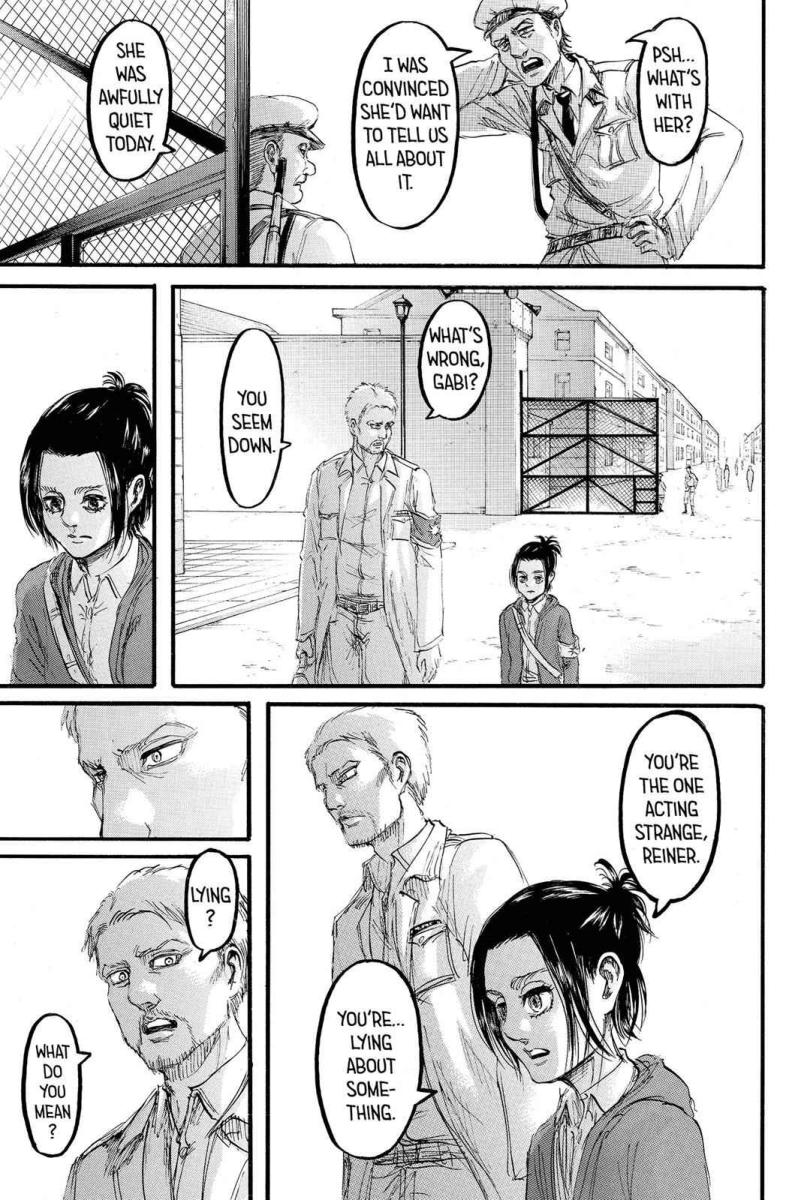 PSH...
WHAT'S
WITH
HER?
I WAS
CONVINCED
SHE'D WANT
TO TELL US
ALL ABOUT
IT.
SHE
WAS
AWFULLY
QUIET
TODAY.
WHAT'S
WRONG,
GABI?
YOU
SEEM
DOWN.
YOU'RE
THE ONE
ACTING
STRANGE,
REINER.
YOU'RE...
LYING
ABOUT
SOME-
THING.
LYING
?
WHAT
DO
YOU
MEAN
?